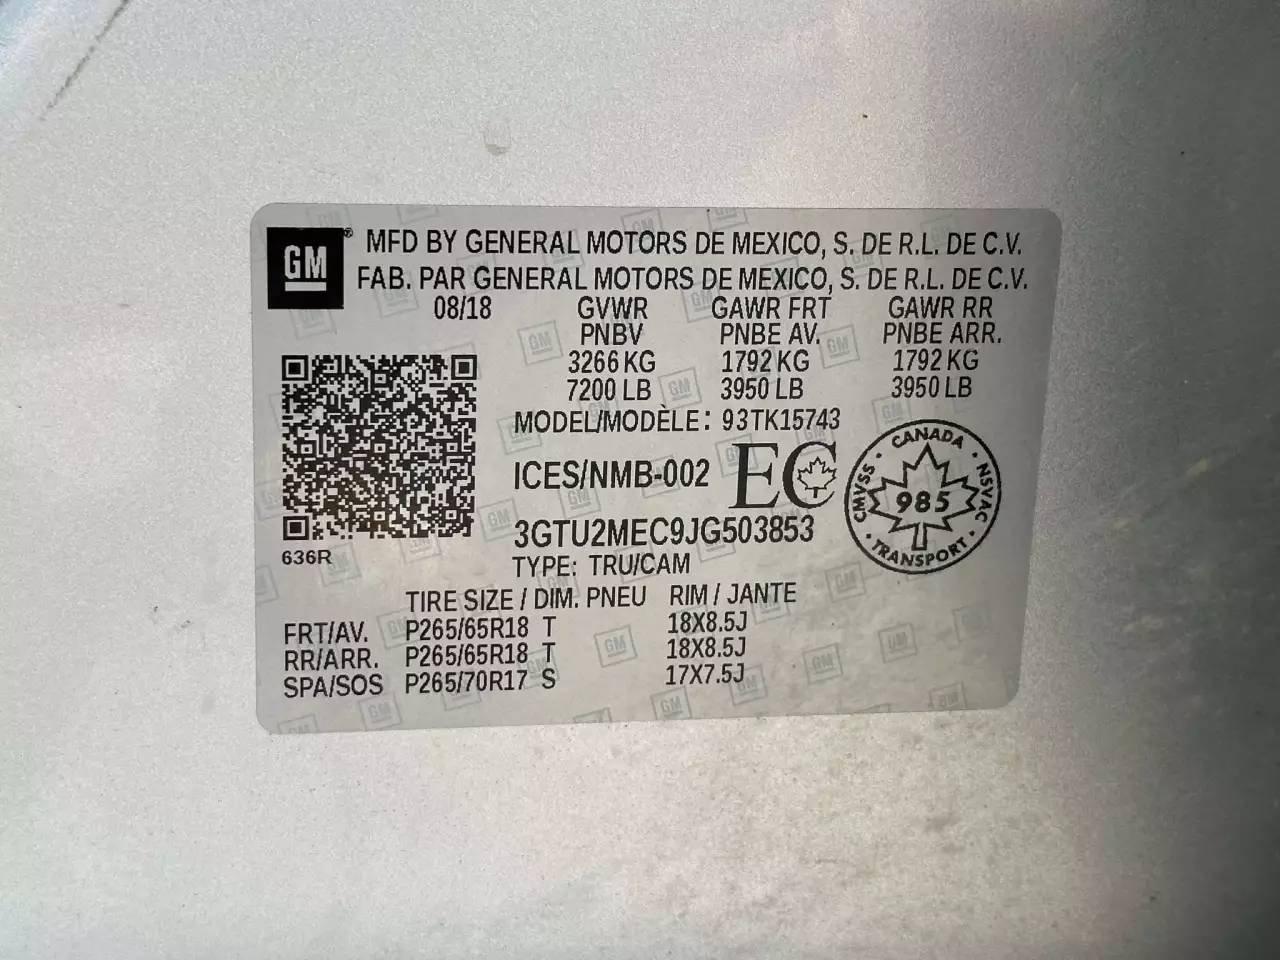 GM ® MFD BY GENERAL MOTORS DE MEXICO, S. DE R.L. DE C.V.
FAB. PAR GENERAL MOTORS DE MEXICO, S. DE R.L. DE C.V.
08/18 GVWR GAWR FRT GAWR RR
PNBV PNBE AV. PNBE ARR.
3266 KG 1792 KG 1792 KG
7200 LB 3950 LB 3950 LB
MODEL/MODÈLE: 93TK15743
ICES/NMB-002 EC
CANADA
CMVSS 985 NSVAC
TRANSPORT
3GTU2MEC9JG503853
636R
TYPE: TRU/CAM
TIRE SIZE / DIM. PNEU RIM / JANTE
FRT/AV. P265/65R18 T 18X8.5J
RR/ARR. P265/65R18 T 18X8.5J
SPA/SOS P265/70R17 S 17X7.5J